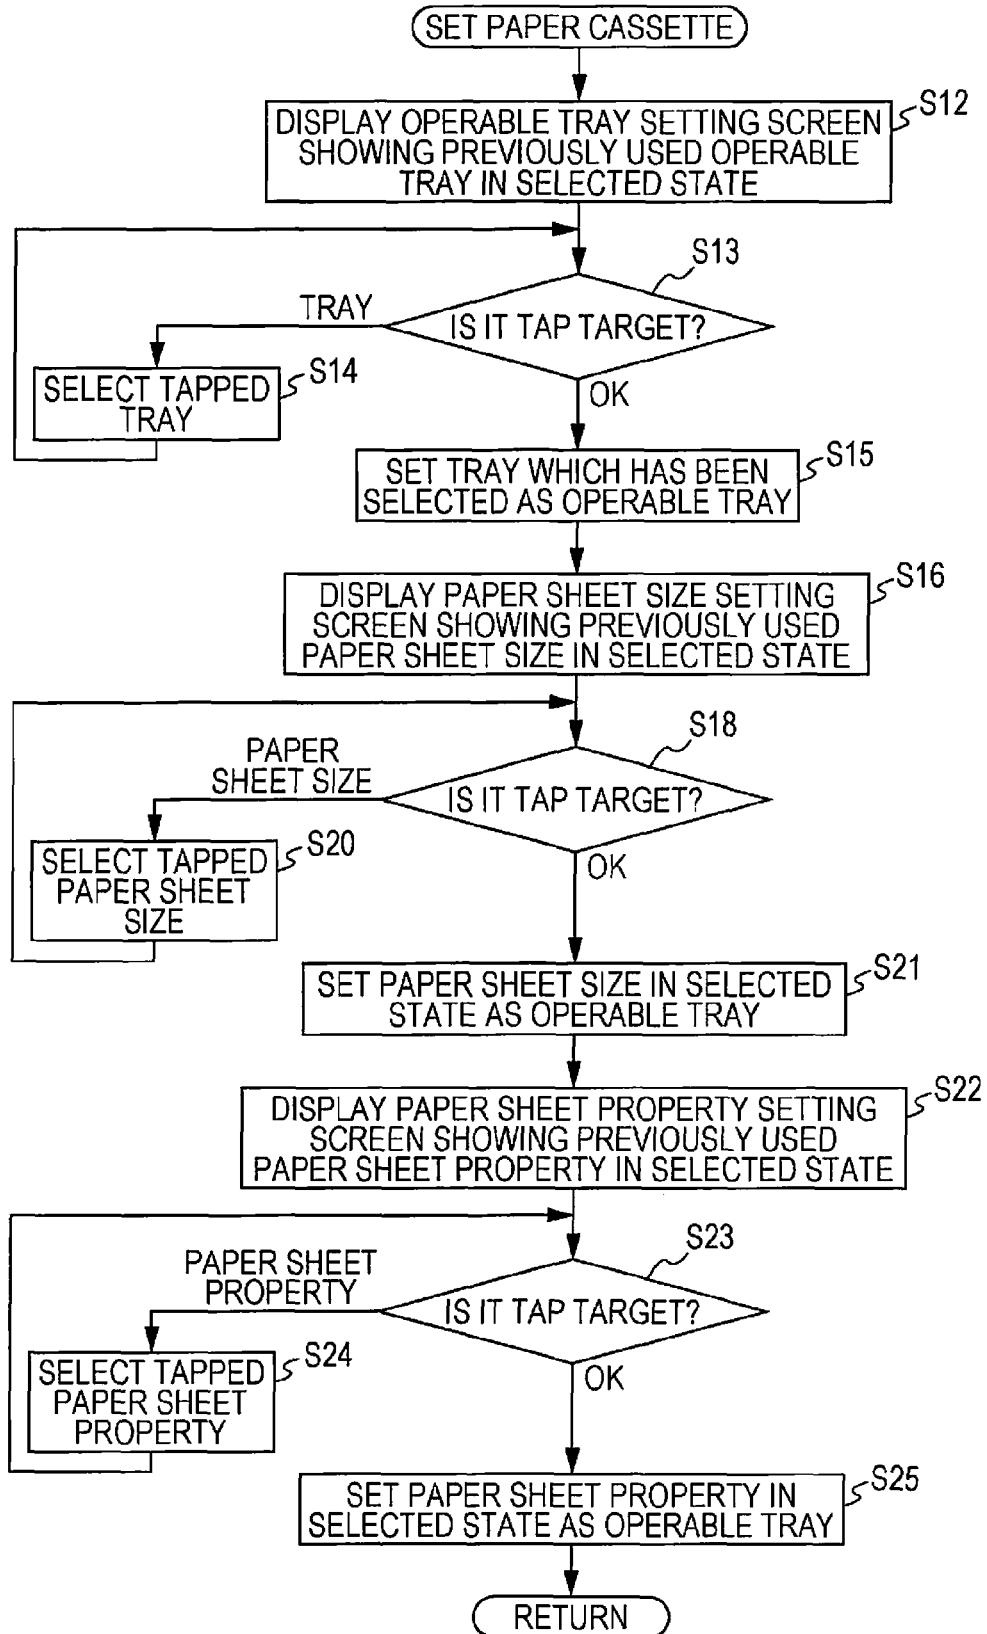 SET PAPER CASSETTE
S12
DISPLAY OPERABLE TRAY SETTING SCREEN
SHOWING PREVIOUSLY USED OPERABLE
TRAY IN SELECTED STATE
S13
IS IT TAP TARGET?
TRAY
S14
SELECT TAPPED
TRAY
OK
S15
SET TRAY WHICH HAS BEEN
SELECTED AS OPERABLE TRAY
S16
DISPLAY PAPER SHEET SIZE SETTING
SCREEN SHOWING PREVIOUSLY USED
PAPER SHEET SIZE IN SELECTED STATE
S18
IS IT TAP TARGET?
PAPER
SHEET SIZE
S20
SELECT TAPPED
PAPER SHEET
SIZE
OK
S21
SET PAPER SHEET SIZE IN SELECTED
STATE AS OPERABLE TRAY
S22
DISPLAY PAPER SHEET PROPERTY SETTING
SCREEN SHOWING PREVIOUSLY USED
PAPER SHEET PROPERTY IN SELECTED STATE
S23
IS IT TAP TARGET?
PAPER SHEET
PROPERTY
S24
SELECT TAPPED
PAPER SHEET
PROPERTY
OK
S25
SET PAPER SHEET PROPERTY IN
SELECTED STATE AS OPERABLE TRAY
RETURN